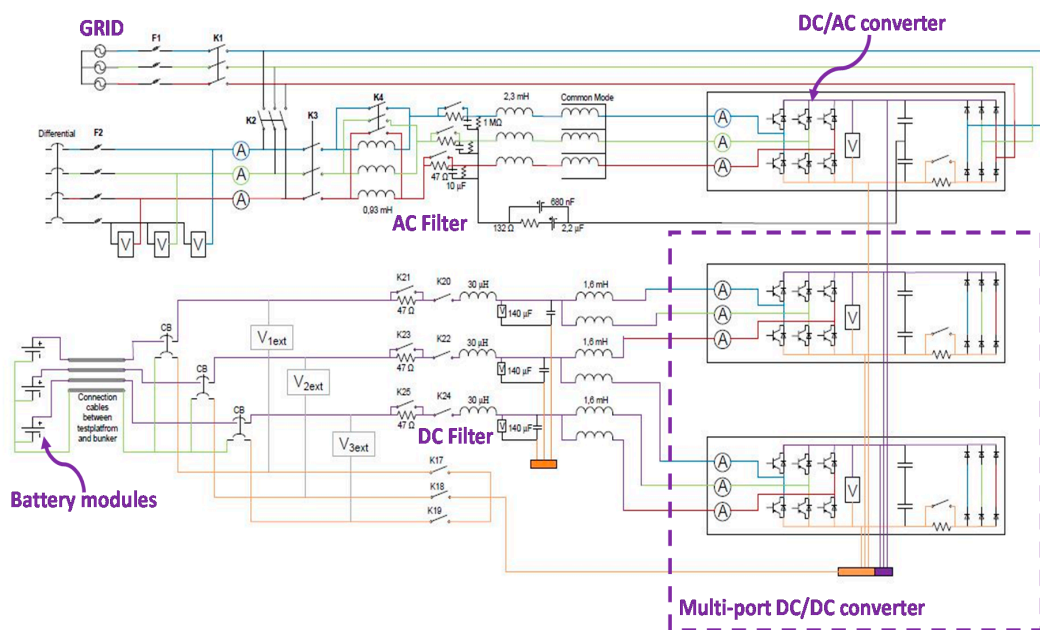 GRID
DC/AC converter
F1
K1
K4
2,3 mH
Common Mode
K2
K3
1 MΩ
Differential
F2
A
A
A
A
A
A
V
47 Ω
10 µF
0,93 mH
680 nF
AC Filter
132 Ω
2,2 µF
V
V
V
K21
K20
30 µH
1,6 mH
A
A
A
V
47 Ω
V
140 µF
CB
V1ext
K23
K22
30 µH
1,6 mH
CB
47 Ω
V
140 µF
V2ext
Connection
cables
between
testplatfrom
and bunker
K25
K24
30 µH
1,6 mH
CB
47 Ω
V
140 µF
DC Filter
V3ext
A
A
A
V
K17
K18
K19
Battery modules
Multi-port DC/DC converter